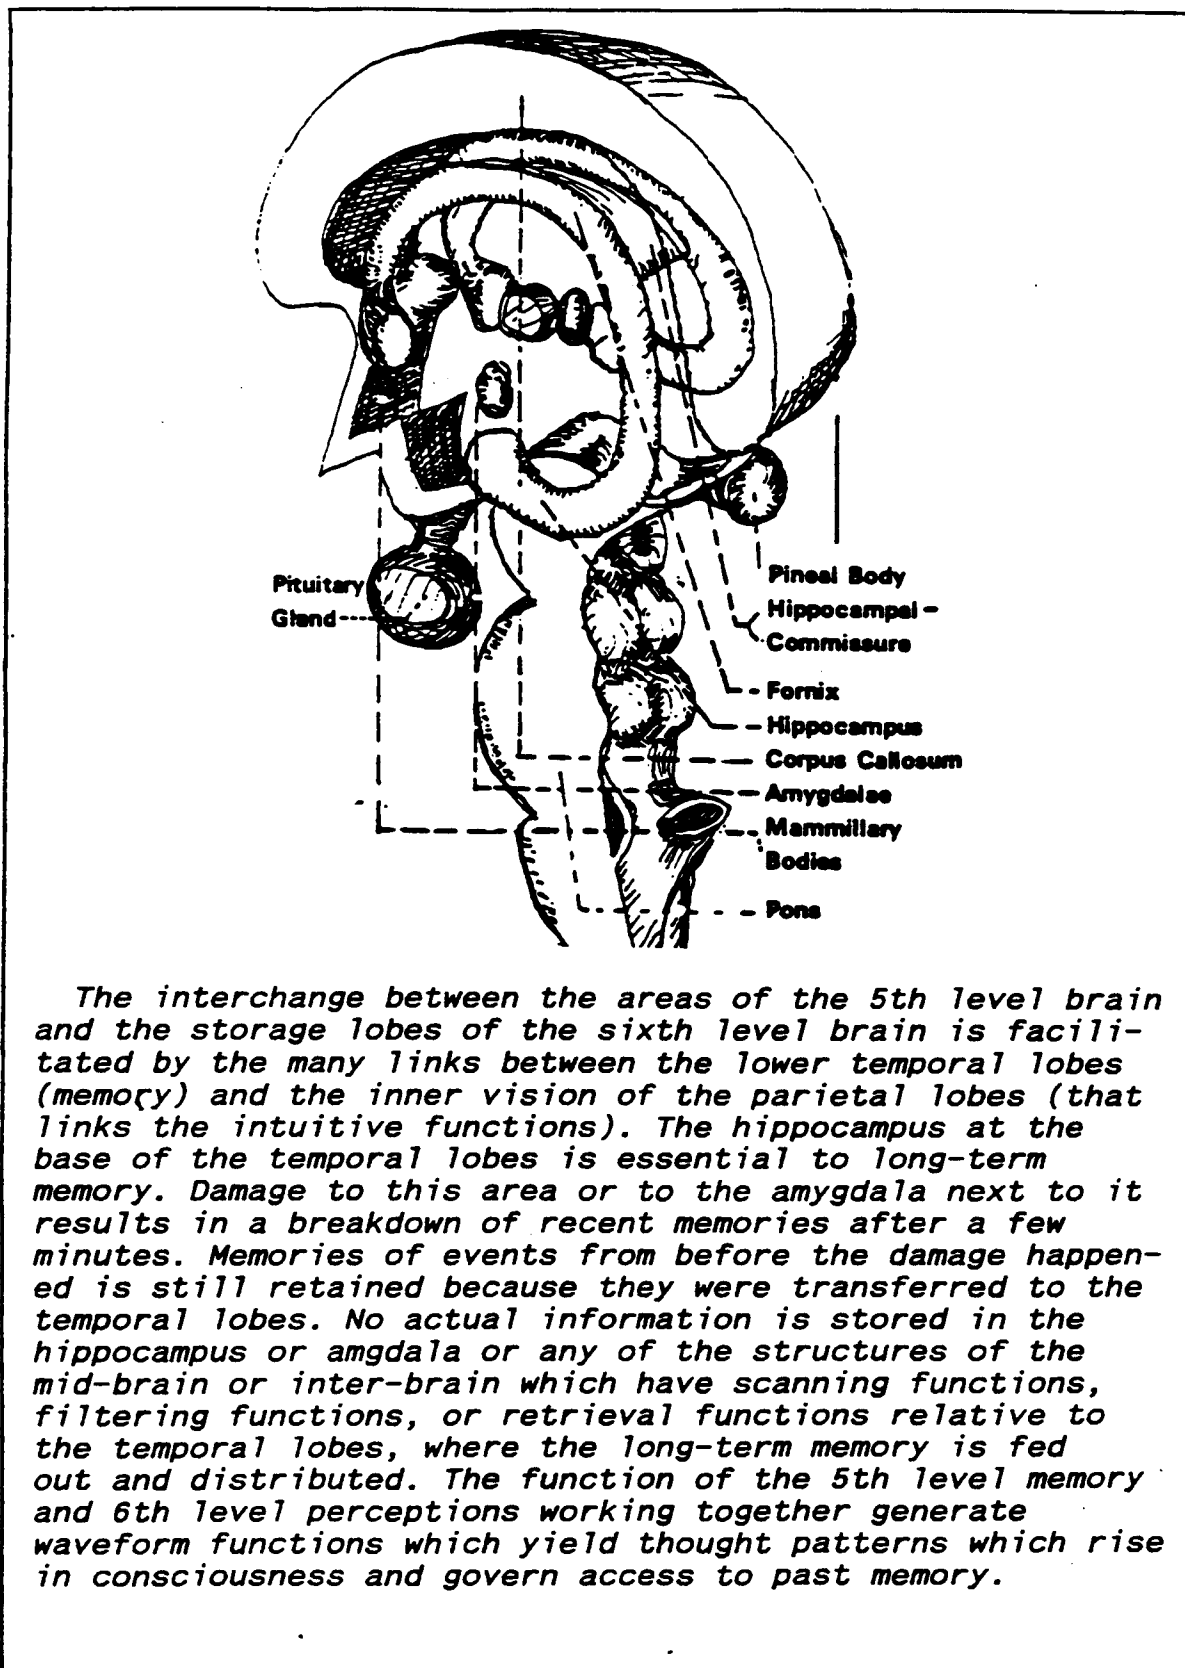 Pituitary
Gland
Pineal Body
Hippocampal-
Commissure
Fornix
Hippocampus
Corpus Callosum
Amygdalae
Mammillary
Bodies
Pons
The interchange between the areas of the 5th level brain
and the storage lobes of the sixth level brain is facili-
tated by the many links between the lower temporal lobes
(memory) and the inner vision of the parietal lobes (that
links the intuitive functions). The hippocampus at the
base of the temporal lobes is essential to long-term
memory. Damage to this area or to the amygdala next to it
results in a breakdown of recent memories after a few
minutes. Memories of events from before the damage happen-
ed is still retained because they were transferred to the
temporal lobes. No actual information is stored in the
hippocampus or amgdala or any of the structures of the
mid-brain or inter-brain which have scanning functions,
filtering functions, or retrieval functions relative to
the temporal lobes, where the long-term memory is fed
out and distributed. The function of the 5th level memory
and 6th level perceptions working together generate
waveform functions which yield thought patterns which rise
in consciousness and govern access to past memory.